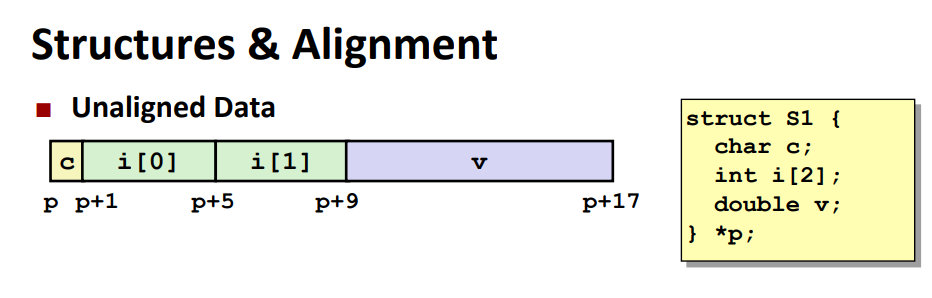 Structures & Alignment
■ Unaligned Data
c i[0] i[1] v
p p+1 p+5 p+9 p+17
struct S1 {
  char c;
  int i[2];
  double v;
} *p;